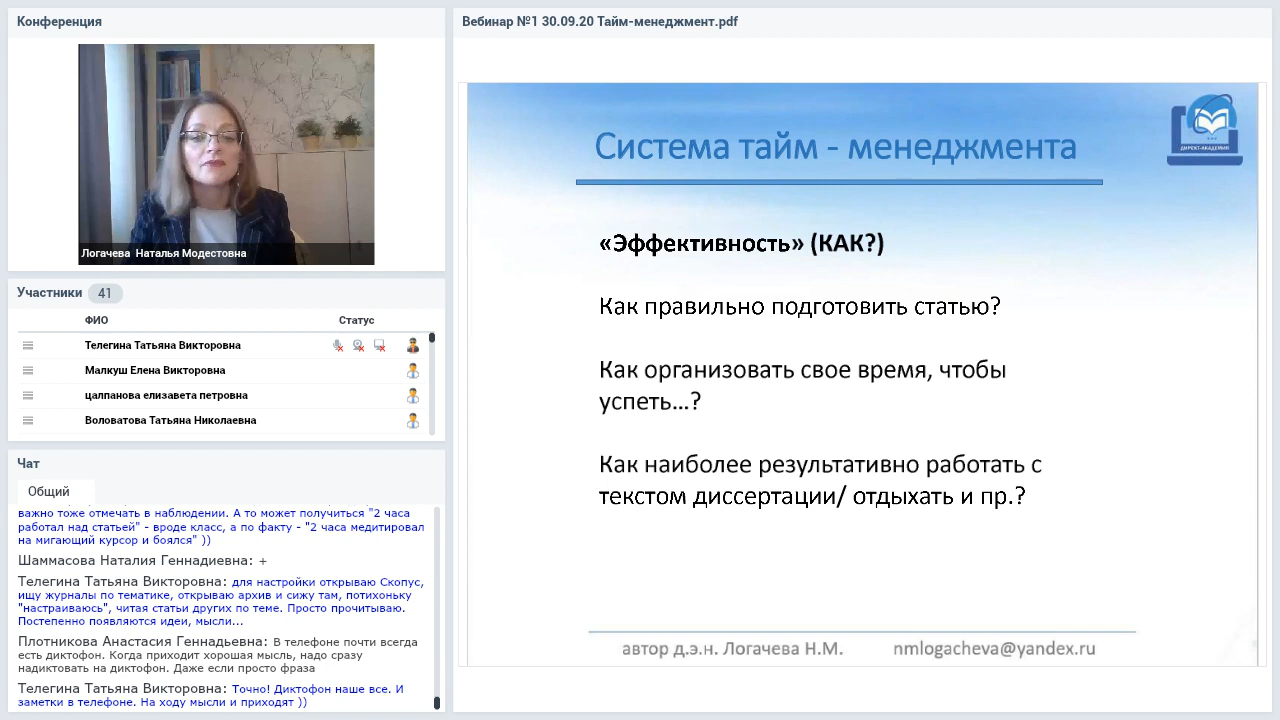 Конференция
Логачева Наталья Модестовна
Участники 41
ФИО Статус
Телегина Татьяна Викторовна
Малкуш Елена Викторовна
цалпанова елизавета петровна
Воловатова Татьяна Николаевна
Чат
Общий
важно тоже отмечать в наблюдении. А то может получиться "2 часа
работал над статьей" - вроде класс, а по факту - "2 часа медитировал
на мигающий курсор и боялся" ))
Шаммасова Наталия Геннадиевна: +
Телегина Татьяна Викторовна: для настройки открываю Скопус,
ищу журналы по тематике, открываю архив и сижу там, потихоньку
"настраиваюсь", читая статьи других по теме. Просто прочитываю.
Постепенно появляются идеи, мысли...
Плотникова Анастасия Геннадьевна: В телефоне почти всегда
есть диктофон. Когда приходит хорошая мысль, надо сразу
надиктовать на диктофон. Даже если просто фраза
Телегина Татьяна Викторовна: Точно! Диктофон наше все. И
заметки в телефоне. На ходу мысли и приходят ))
Вебинар №1 30.09.20 Тайм-менеджмент.pdf
Система тайм - менеджмента
ДИРЕКТ-АКАДЕМИЯ
«Эффективность» (КАК?)
Как правильно подготовить статью?
Как организовать свое время, чтобы
успеть…?
Как наиболее результативно работать с
текстом диссертации/ отдыхать и пр.?
автор д.э.н. Логачева Н.М. nmlogacheva@yandex.ru